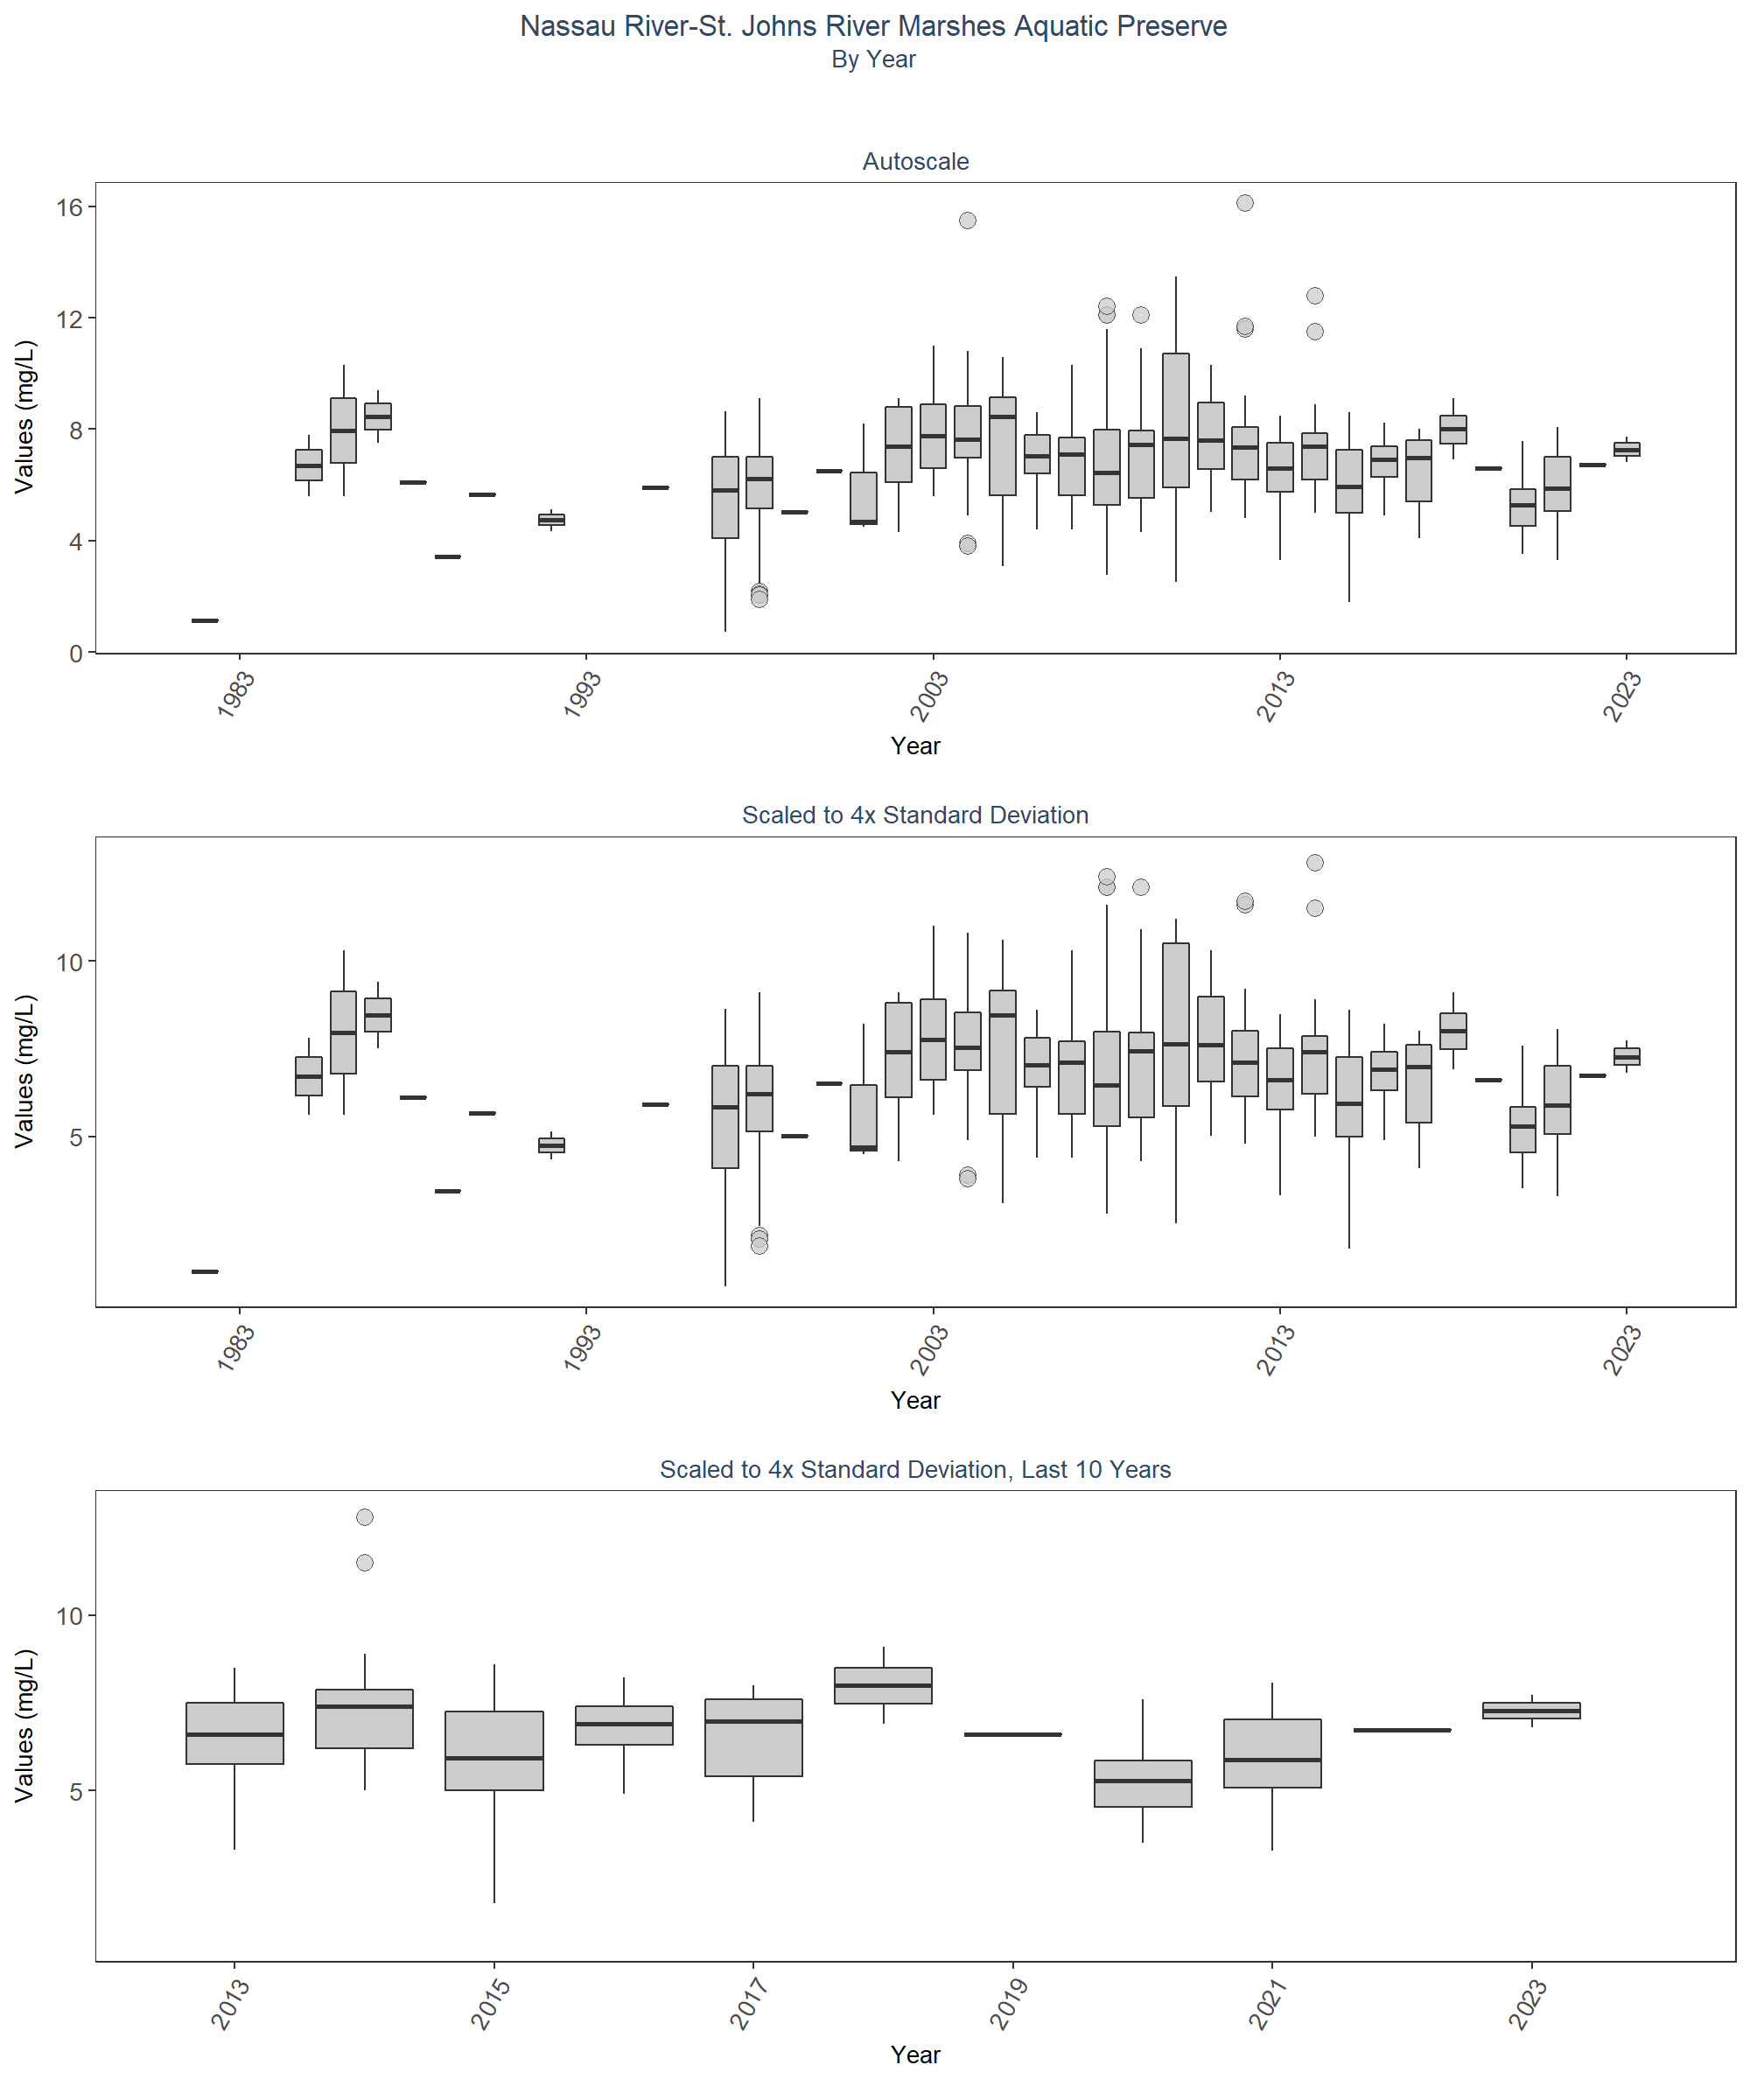 Nassau River-St. Johns River Marshes Aquatic Preserve
By Year
Autoscale
Values (mg/L)
16
12
8
4
0
1983
1993
2003
2013
2023
Year
Scaled to 4x Standard Deviation
Values (mg/L)
10
5
1983
1993
2003
2013
2023
Year
Scaled to 4x Standard Deviation, Last 10 Years
Values (mg/L)
10
5
2013
2015
2017
2019
2021
2023
Year